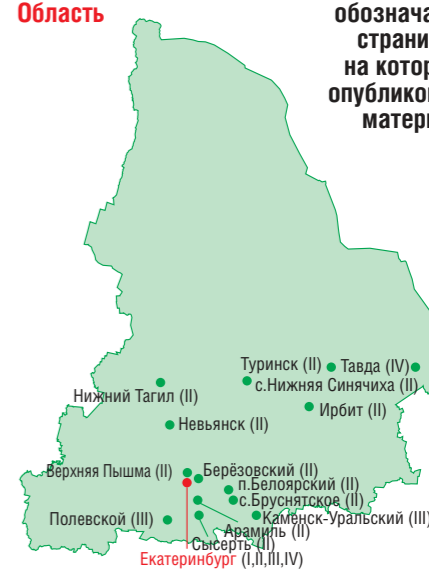 Область
обознача
страни
на котор
опубликов
матери
Туринск (II)
Тавда (IV)
с.Нижняя Синячиха (II)
Нижний Тагил (II)
Ирбит (II)
Невьянск (II)
Верхняя Пышма (II)
Берёзовский (II)
п.Белоярский (II)
с.Бруснятское (II)
Полевской (III)
Каменск-Уральский (III)
Арамиль (II)
Сысерть (II)
Екатеринбург (I,II,III,IV)